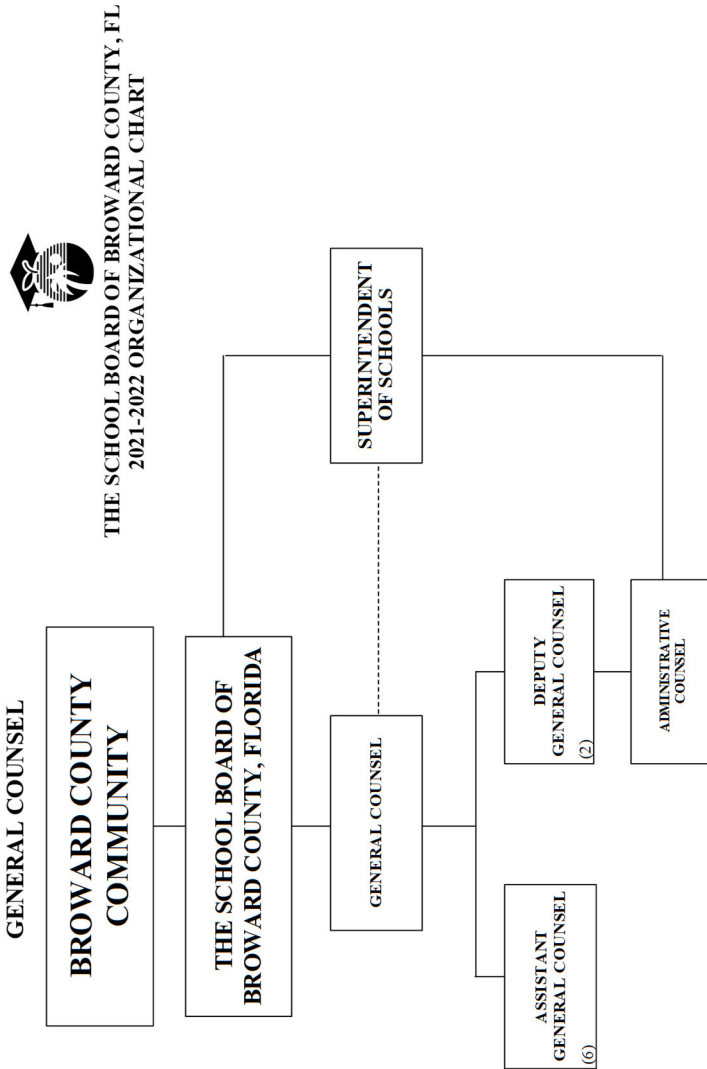 GENERAL COUNSEL
THE SCHOOL BOARD OF BROWARD COUNTY, FL
2021-2022 ORGANIZATIONAL CHART
BROWARD COUNTY
COMMUNITY
THE SCHOOL BOARD OF
BROWARD COUNTY, FLORIDA
GENERAL COUNSEL
SUPERINTENDENT
OF SCHOOLS
ASSISTANT
GENERAL COUNSEL
(6)
DEPUTY
GENERAL COUNSEL
(2)
ADMINISTRATIVE
COUNSEL